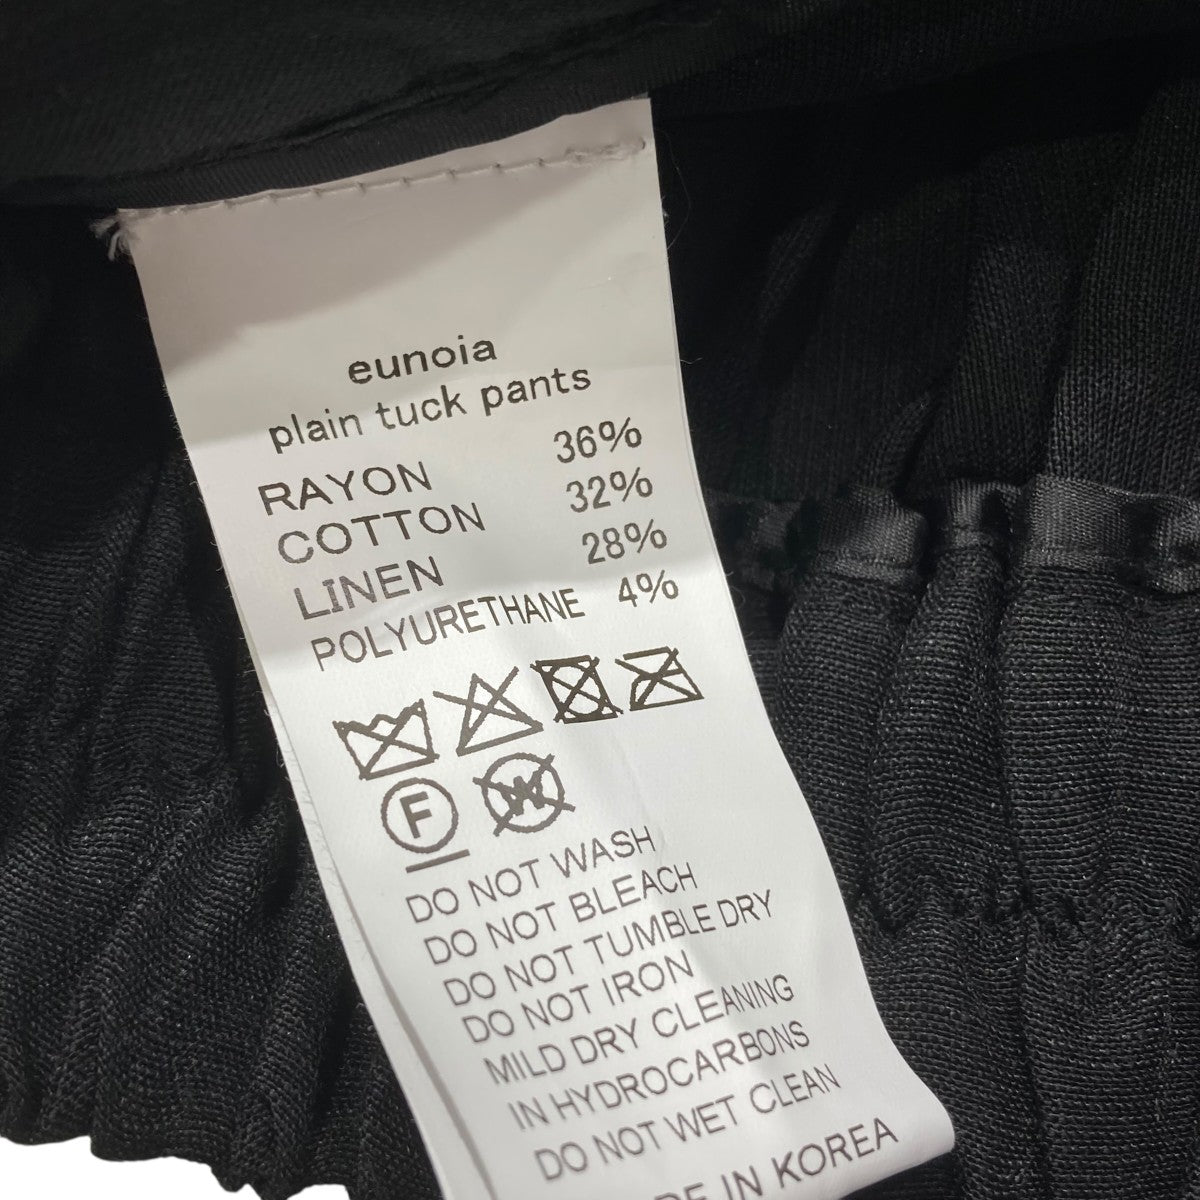 eunoia
plain tuck pants
RAYON 36%
COTTON 32%
LINEN 28%
POLYURETHANE 4%
F W
DO NOT WASH
DO NOT BLEACH
DO NOT TUMBLE DRY
DO NOT IRON
MILD DRY CLEANING
IN HYDROCARBONS
DO NOT WET CLEAN
IN KOREA